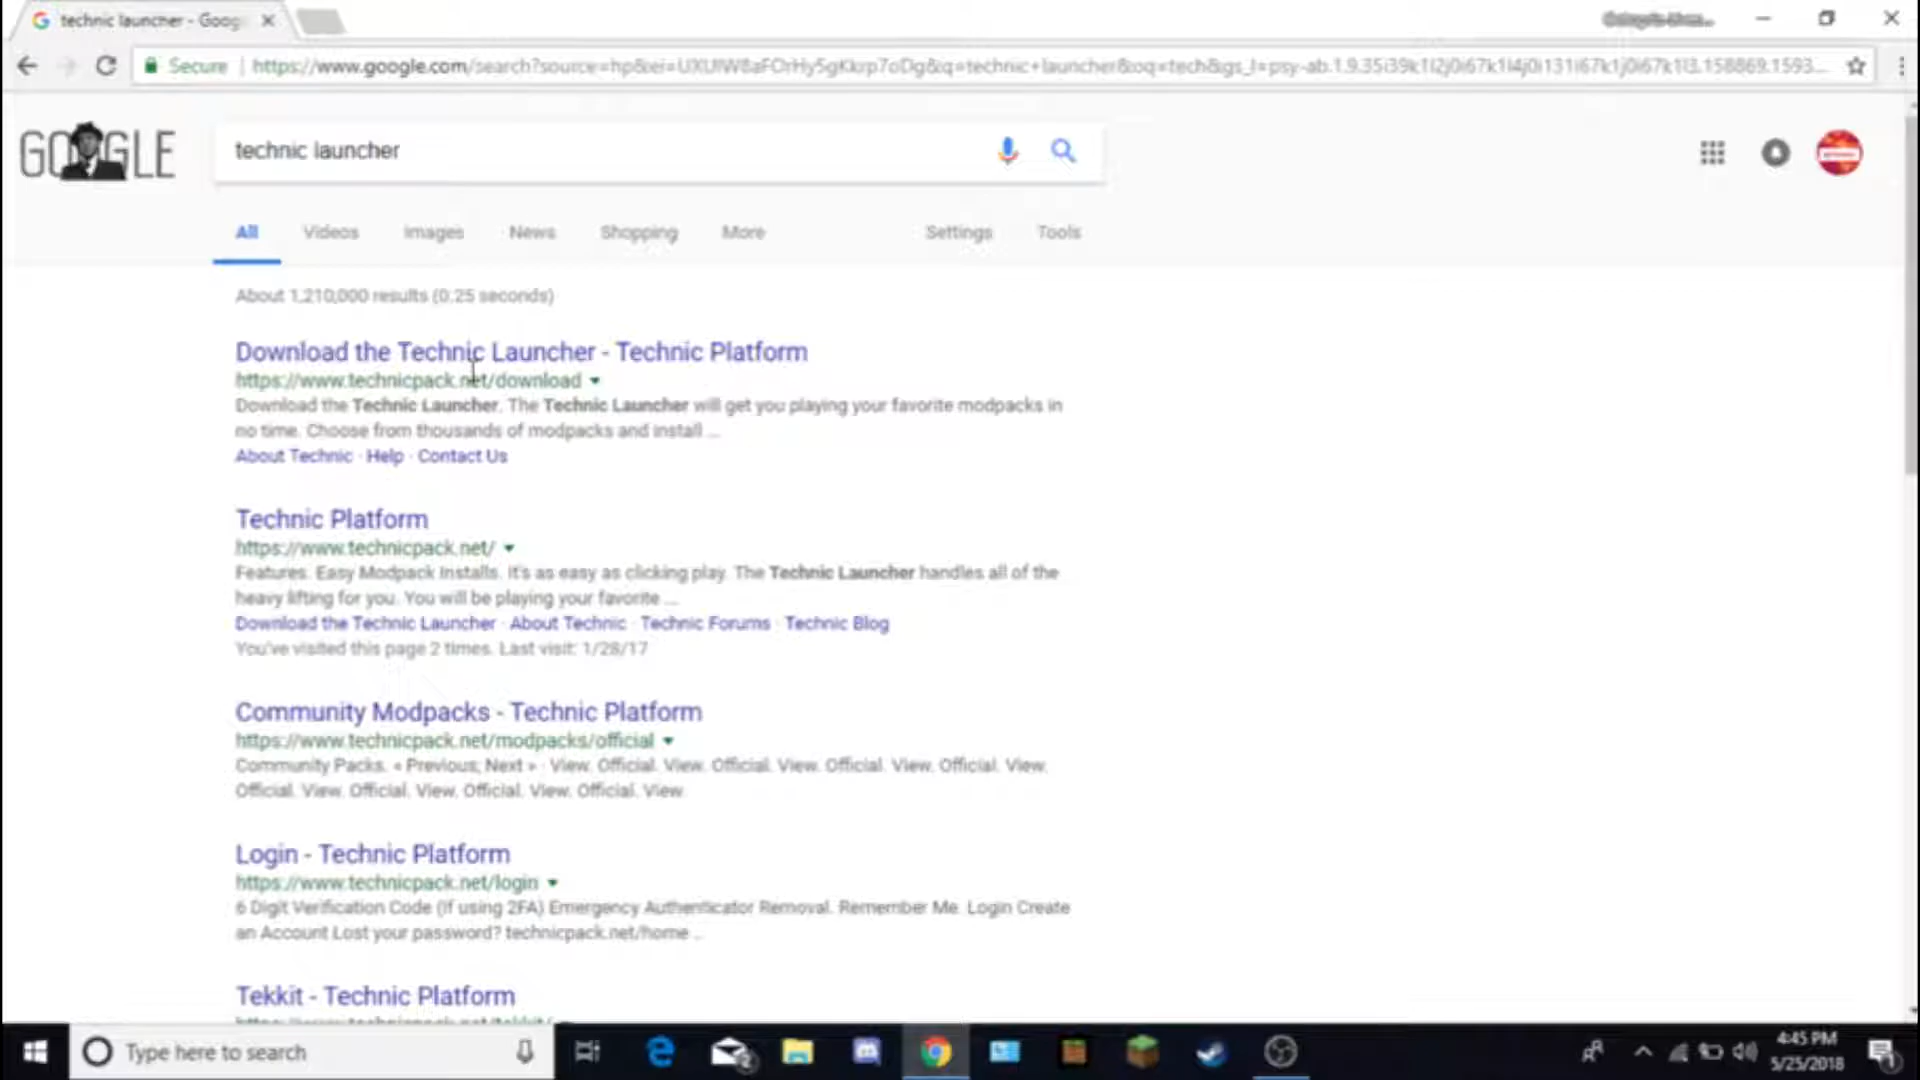 technic launcher - Goog
Secure | https://www.google.com/search?source=hp&ei=UXUIW8aFOrHy5gKkrp7oDg&q=technic+launcher&oq=tech&gs_l=psy-ab.1.9.35i39k1l2j0i67k1l4j0i131i67k1j0i67k1l3.158869.1593...
GOOGLE
technic launcher
All Videos Images News Shopping More Settings Tools
About 1,210,000 results (0.25 seconds)
Download the Technic Launcher - Technic Platform
https://www.technicpack.net/download
Download the Technic Launcher. The Technic Launcher will get you playing your favorite modpacks in
no time. Choose from thousands of modpacks and install ...
About Technic · Help · Contact Us
Technic Platform
https://www.technicpack.net/
Features. Easy Modpack Installs. It's as easy as clicking play. The Technic Launcher handles all of the
heavy lifting for you. You will be playing your favorite ...
Download the Technic Launcher · About Technic · Technic Forums · Technic Blog
You've visited this page 2 times. Last visit: 1/28/17
Community Modpacks - Technic Platform
https://www.technicpack.net/modpacks/official
Community Packs. « Previous; Next » · View. Official. View. Official. View. Official. View. Official. View.
Official. View. Official. View. Official. View. Official. View
Login - Technic Platform
https://www.technicpack.net/login
6 Digit Verification Code (If using 2FA) Emergency Authenticator Removal. Remember Me. Login Create
an Account Lost your password? technicpack.net/home ...
Tekkit - Technic Platform
https://www.technicpack.net/tekkit/
Type here to search
2
4:45 PM
5/25/2018
1